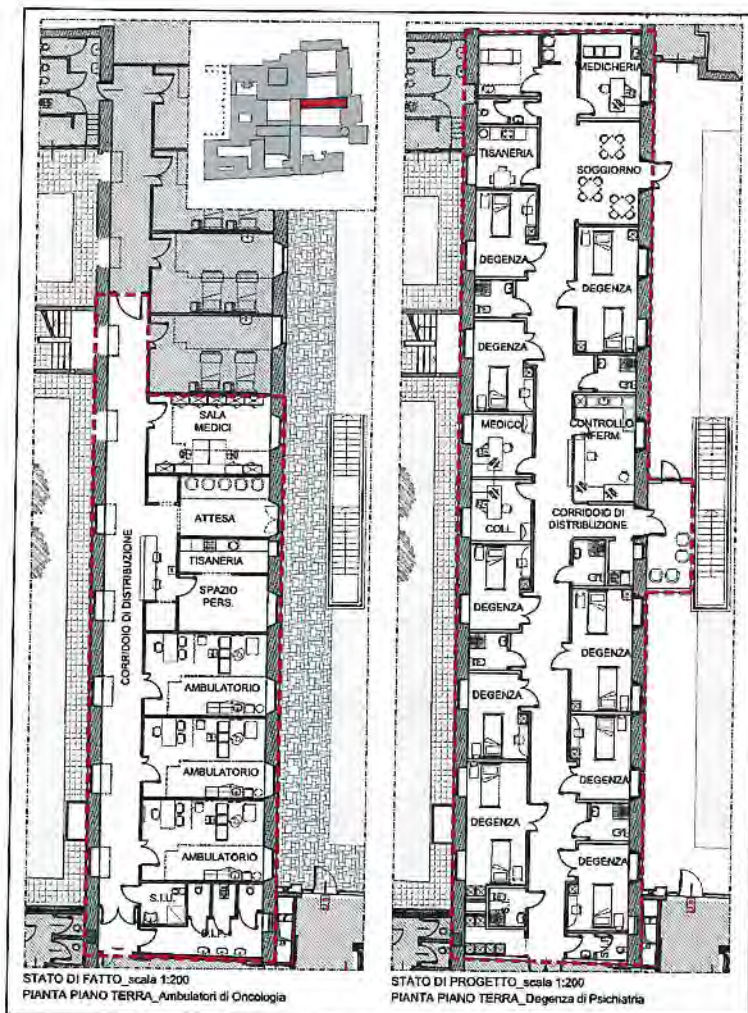 SALA
MEDICI
ATTESA
TISANERIA
SPAZIO
PERS.
CORRIDOIO DI DISTRIBUZIONE
AMBULATORIO
AMBULATORIO
AMBULATORIO
S.I.U.
S.I.P.
STATO DI FATTO_scala 1:200
PIANTA PIANO TERRA_Ambulatori di Oncologia
MEDICHERIA
TISANERIA
SOGGIORNO
DEGENZA
DEGENZA
DEGENZA
MEDICO
CONTROLLO
INFERM.
COLL.
CORRIDOIO DI
DISTRIBUZIONE
DEGENZA
DEGENZA
DEGENZA
DEGENZA
DEGENZA
DEGENZA
STATO DI PROGETTO_scala 1:200
PIANTA PIANO TERRA_Degenza di Psichiatria